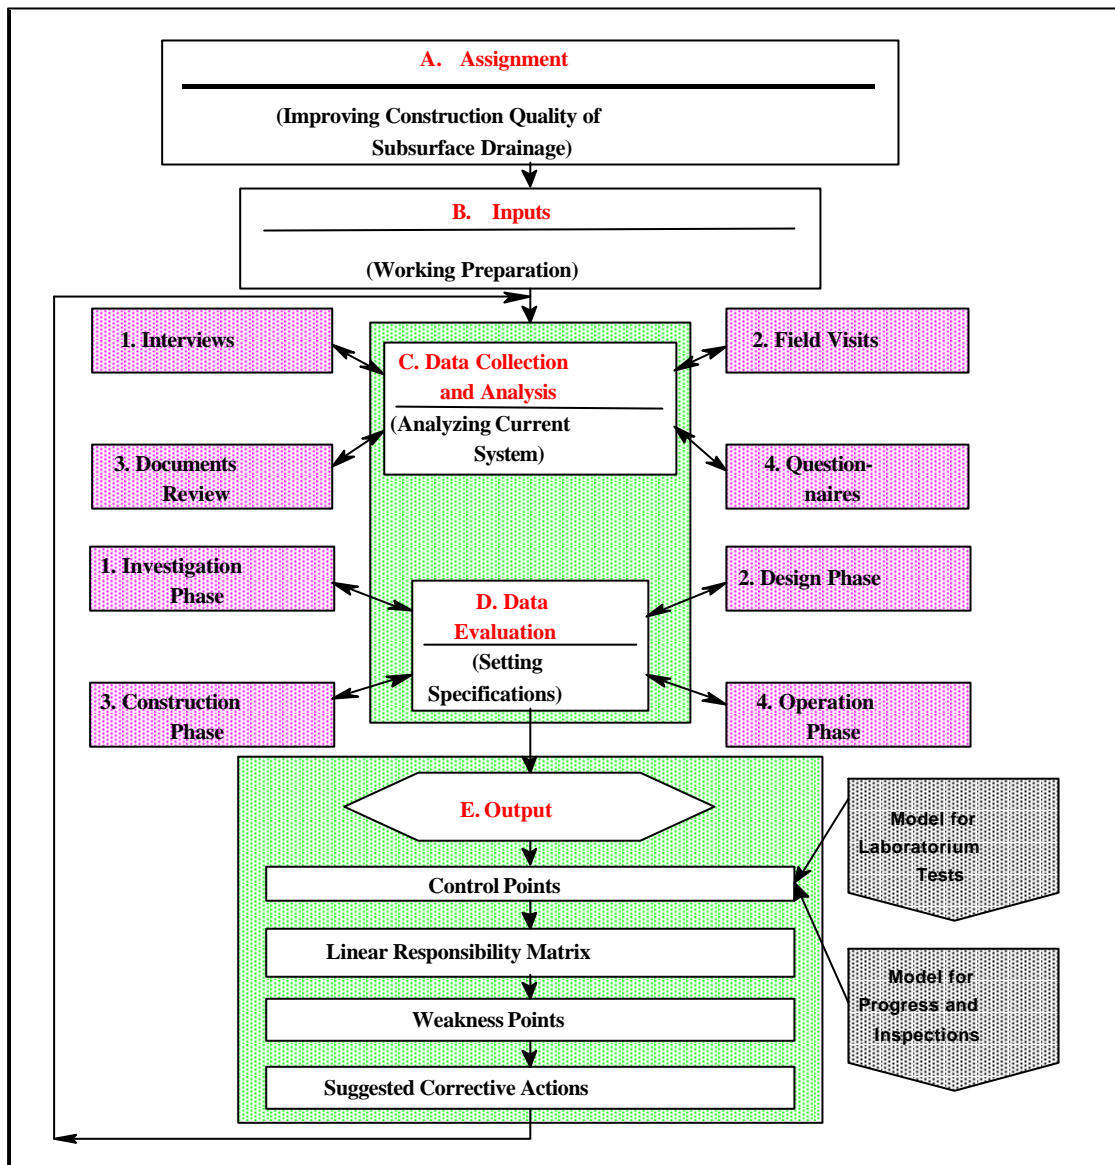 A. Assignment
(Improving Construction Quality of
Subsurface Drainage)
B. Inputs
(Working Preparation)
1. Interviews
2. Field Visits
C. Data Collection
and Analysis
(Analyzing Current
System)
3. Documents
Review
4. Question-
naires
1. Investigation
Phase
2. Design Phase
D. Data
Evaluation
(Setting
Specifications)
3. Construction
Phase
4. Operation
Phase
E. Output
Control Points
Linear Responsibility Matrix
Weakness Points
Suggested Corrective Actions
Model for
Laboratorium
Tests
Model for
Progress and
Inspections